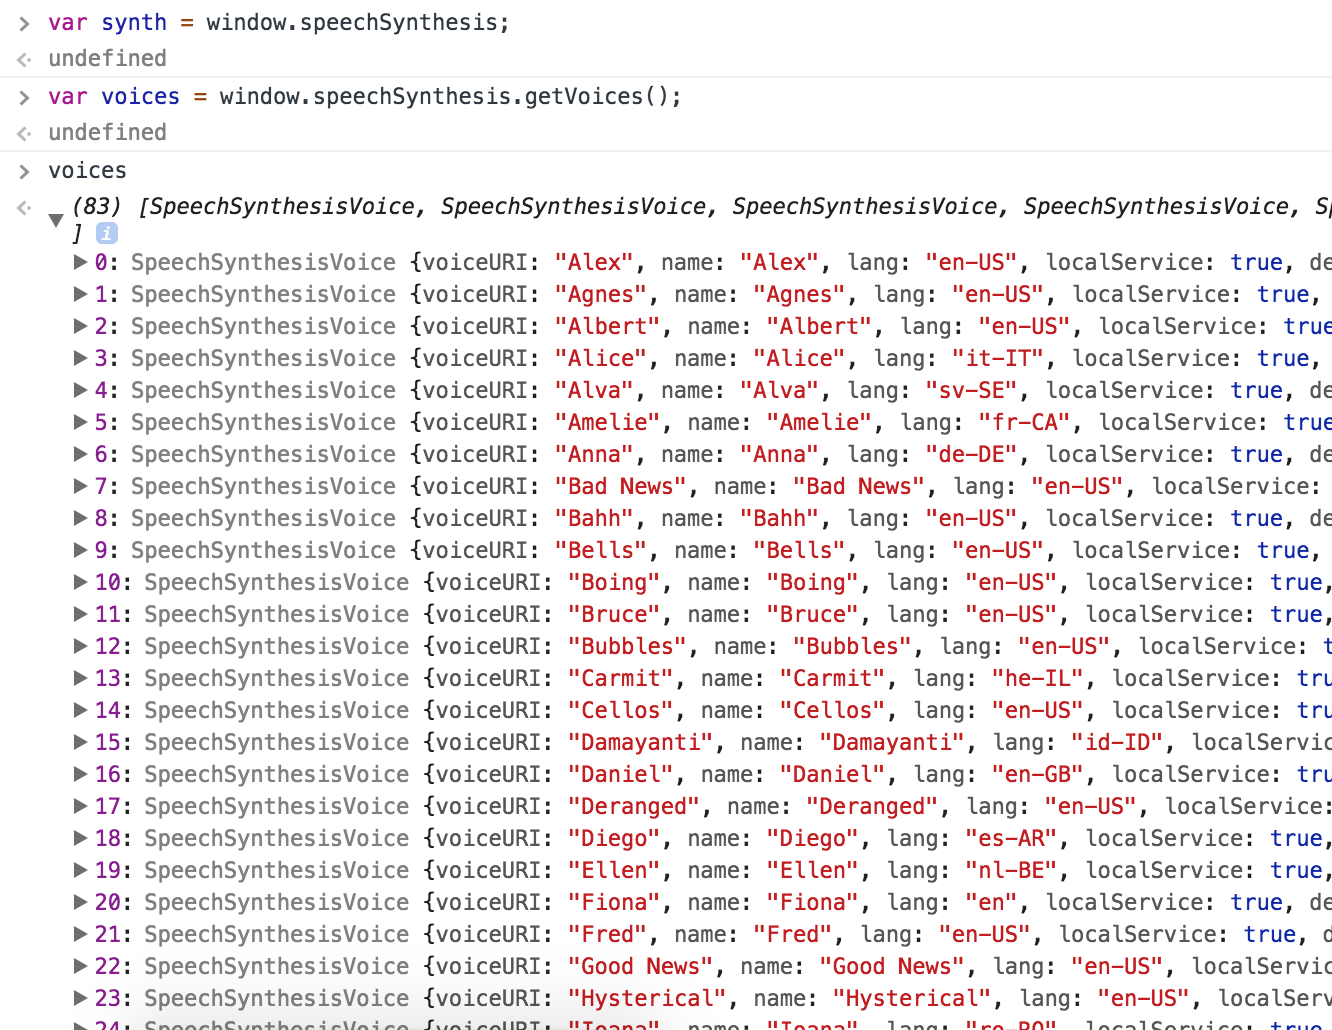 > var synth = window.speechSynthesis;
undefined
> var voices = window.speechSynthesis.getVoices();
undefined
> voices
▼ (83) [SpeechSynthesisVoice, SpeechSynthesisVoice, SpeechSynthesisVoice, SpeechSynthesisVoice, Sp
] i
▶ 0: SpeechSynthesisVoice {voiceURI: "Alex", name: "Alex", lang: "en-US", localService: true, de
▶ 1: SpeechSynthesisVoice {voiceURI: "Agnes", name: "Agnes", lang: "en-US", localService: true,
▶ 2: SpeechSynthesisVoice {voiceURI: "Albert", name: "Albert", lang: "en-US", localService: true
▶ 3: SpeechSynthesisVoice {voiceURI: "Alice", name: "Alice", lang: "it-IT", localService: true,
▶ 4: SpeechSynthesisVoice {voiceURI: "Alva", name: "Alva", lang: "sv-SE", localService: true, de
▶ 5: SpeechSynthesisVoice {voiceURI: "Amelie", name: "Amelie", lang: "fr-CA", localService: true
▶ 6: SpeechSynthesisVoice {voiceURI: "Anna", name: "Anna", lang: "de-DE", localService: true, de
▶ 7: SpeechSynthesisVoice {voiceURI: "Bad News", name: "Bad News", lang: "en-US", localService:
▶ 8: SpeechSynthesisVoice {voiceURI: "Bahh", name: "Bahh", lang: "en-US", localService: true, de
▶ 9: SpeechSynthesisVoice {voiceURI: "Bells", name: "Bells", lang: "en-US", localService: true,
▶ 10: SpeechSynthesisVoice {voiceURI: "Boing", name: "Boing", lang: "en-US", localService: true,
▶ 11: SpeechSynthesisVoice {voiceURI: "Bruce", name: "Bruce", lang: "en-US", localService: true,
▶ 12: SpeechSynthesisVoice {voiceURI: "Bubbles", name: "Bubbles", lang: "en-US", localService: t
▶ 13: SpeechSynthesisVoice {voiceURI: "Carmit", name: "Carmit", lang: "he-IL", localService: tru
▶ 14: SpeechSynthesisVoice {voiceURI: "Cellos", name: "Cellos", lang: "en-US", localService: tru
▶ 15: SpeechSynthesisVoice {voiceURI: "Damayanti", name: "Damayanti", lang: "id-ID", localServic
▶ 16: SpeechSynthesisVoice {voiceURI: "Daniel", name: "Daniel", lang: "en-GB", localService: tru
▶ 17: SpeechSynthesisVoice {voiceURI: "Deranged", name: "Deranged", lang: "en-US", localService:
▶ 18: SpeechSynthesisVoice {voiceURI: "Diego", name: "Diego", lang: "es-AR", localService: true,
▶ 19: SpeechSynthesisVoice {voiceURI: "Ellen", name: "Ellen", lang: "nl-BE", localService: true,
▶ 20: SpeechSynthesisVoice {voiceURI: "Fiona", name: "Fiona", lang: "en", localService: true, de
▶ 21: SpeechSynthesisVoice {voiceURI: "Fred", name: "Fred", lang: "en-US", localService: true, d
▶ 22: SpeechSynthesisVoice {voiceURI: "Good News", name: "Good News", lang: "en-US", localServic
▶ 23: SpeechSynthesisVoice {voiceURI: "Hysterical", name: "Hysterical", lang: "en-US", localServ
▶ 24: SpeechSynthesisVoice {voiceURI: "Ioana", name: "Ioana", lang: "ro-RO", localService: true